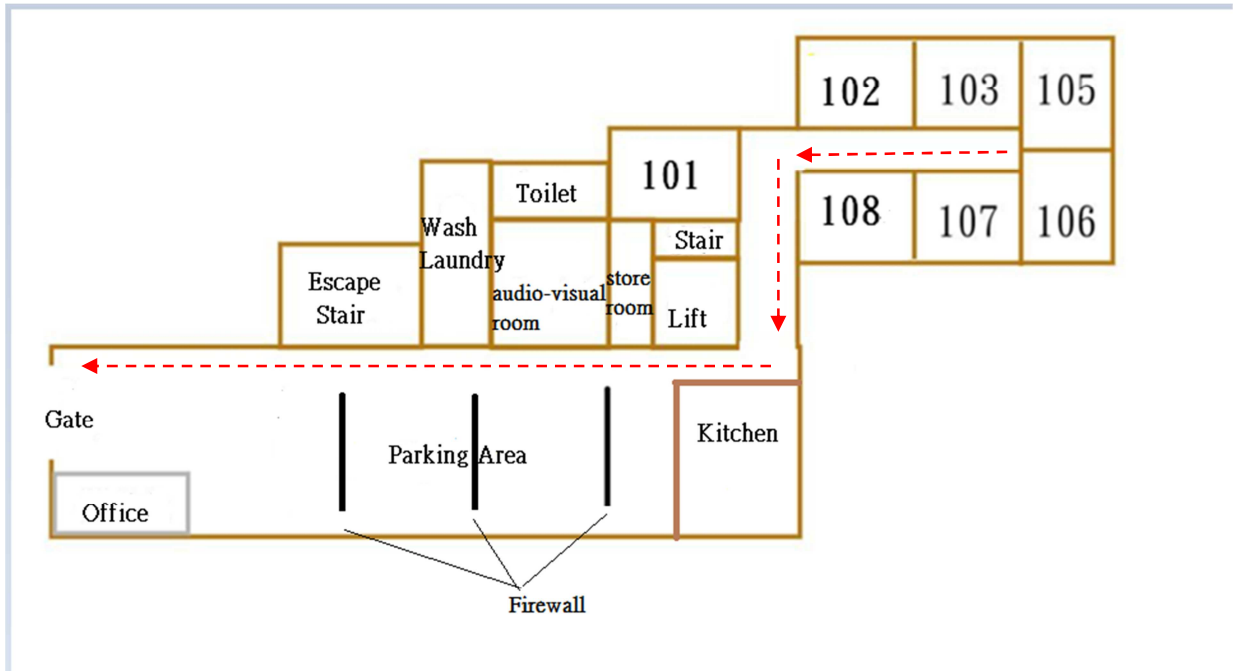 102
103
105
101
Toilet
108
107
106
Wash
Laundry
Stair
Escape
Stair
audio-visual
room
store
room
Lift
Gate
Kitchen
Parking Area
Office
Firewall